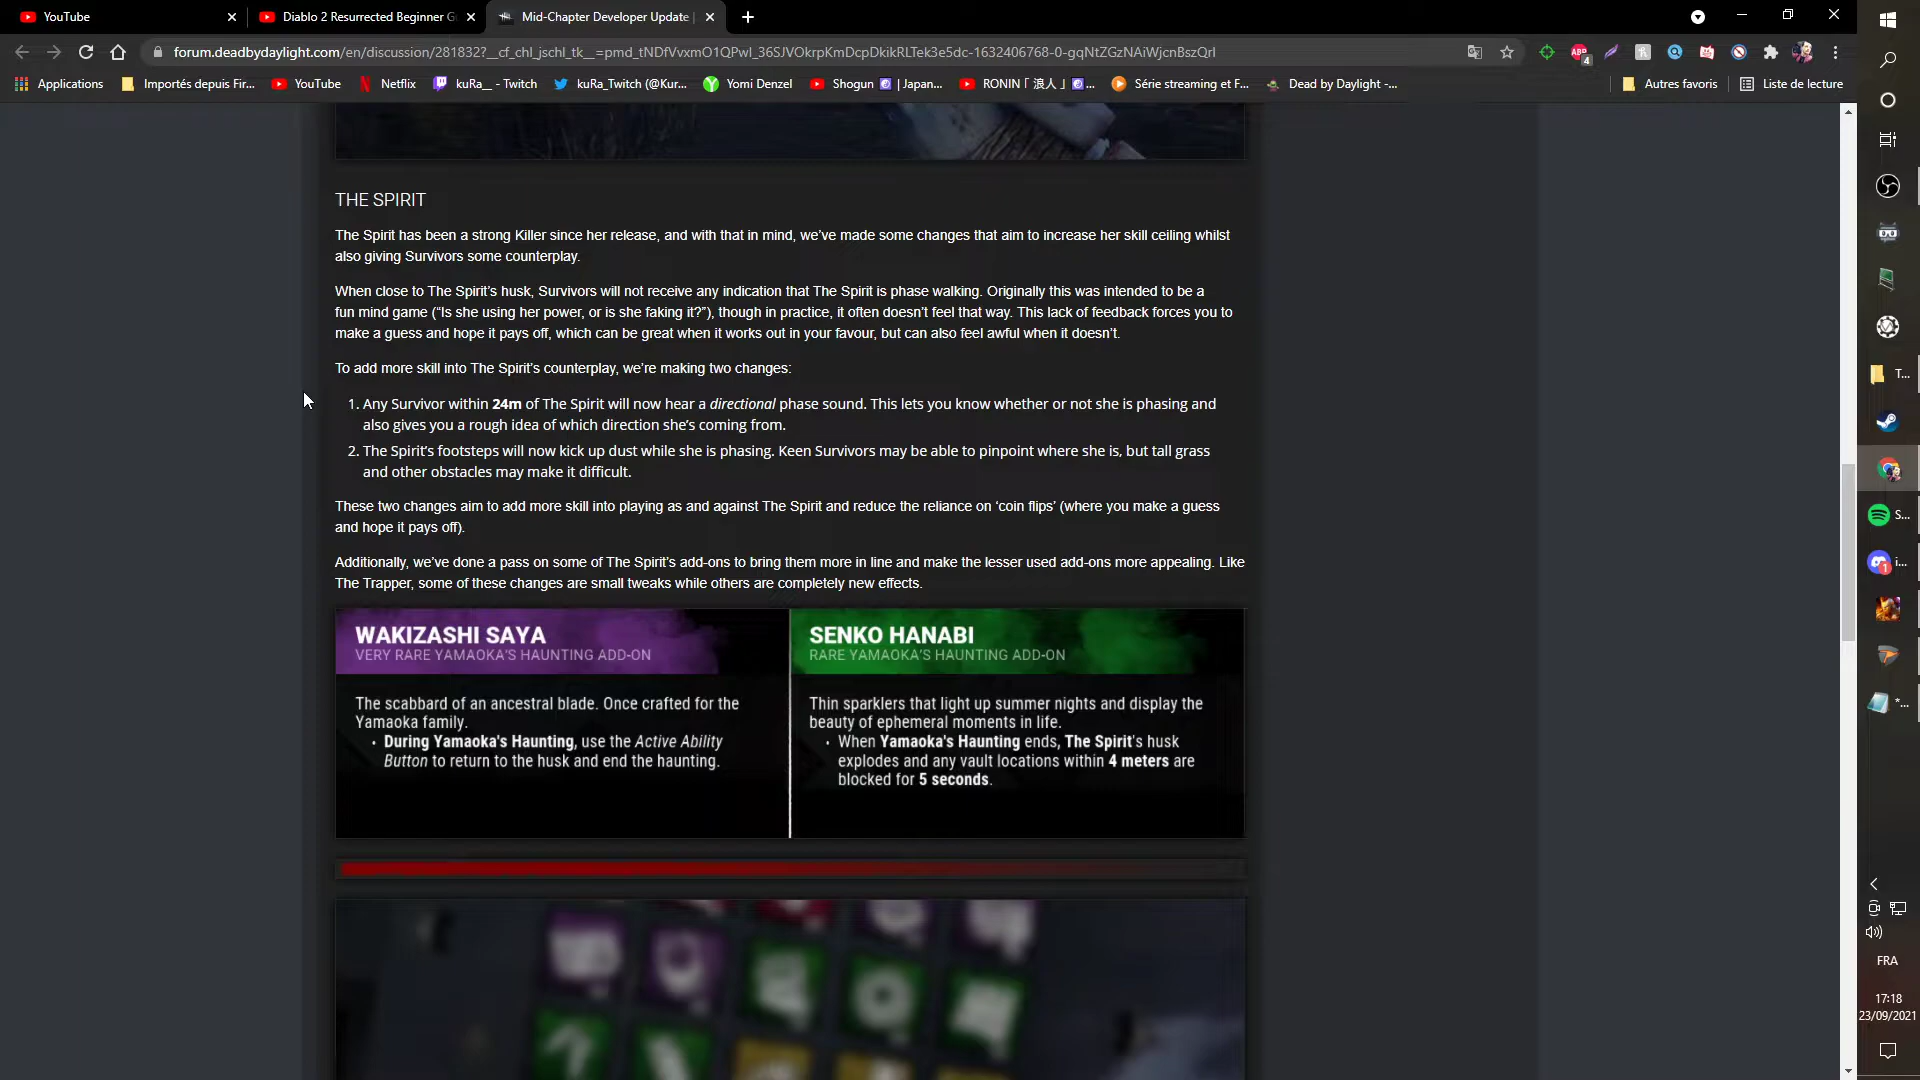 YouTube
Diablo 2 Resurrected Beginner G
Mid-Chapter Developer Update |
forum.deadbydaylight.com/en/discussion/281832?__cf_chl_jschl_tk__=pmd_tNDfVvxmO1QPwI_36SJVOkrpKmDcpDkikRLTek3e5dc-1632406768-0-gqNtZGzNAiWjcnBszQrl
Applications
Importés depuis Fir...
YouTube
Netflix
kuRa__ - Twitch
kuRa_Twitch (@Kur...
Yomi Denzel
Shogun | Japan...
RONIN「 浪人 」 ...
Série streaming et F...
Dead by Daylight -...
Autres favoris
Liste de lecture
THE SPIRIT
The Spirit has been a strong Killer since her release, and with that in mind, we’ve made some changes that aim to increase her skill ceiling whilst
also giving Survivors some counterplay.
When close to The Spirit’s husk, Survivors will not receive any indication that The Spirit is phase walking. Originally this was intended to be a
fun mind game (“Is she using her power, or is she faking it?”), though in practice, it often doesn’t feel that way. This lack of feedback forces you to
make a guess and hope it pays off, which can be great when it works out in your favour, but can also feel awful when it doesn’t.
To add more skill into The Spirit’s counterplay, we’re making two changes:
1. Any Survivor within 24m of The Spirit will now hear a directional phase sound. This lets you know whether or not she is phasing and
also gives you a rough idea of which direction she’s coming from.
2. The Spirit’s footsteps will now kick up dust while she is phasing. Keen Survivors may be able to pinpoint where she is, but tall grass
and other obstacles may make it difficult.
These two changes aim to add more skill into playing as and against The Spirit and reduce the reliance on ‘coin flips’ (where you make a guess
and hope it pays off).
Additionally, we’ve done a pass on some of The Spirit’s add-ons to bring them more in line and make the lesser used add-ons more appealing. Like
The Trapper, some of these changes are small tweaks while others are completely new effects.
WAKIZASHI SAYA
VERY RARE YAMAOKA'S HAUNTING ADD-ON
The scabbard of an ancestral blade. Once crafted for the
Yamaoka family.
• During Yamaoka's Haunting, use the Active Ability
Button to return to the husk and end the haunting.
SENKO HANABI
RARE YAMAOKA'S HAUNTING ADD-ON
Thin sparklers that light up summer nights and display the
beauty of ephemeral moments in life.
• When Yamaoka's Haunting ends, The Spirit's husk
explodes and any vault locations within 4 meters are
blocked for 5 seconds.
ABP
4
T...
S...
1
i...
*...
FRA
17:18
23/09/2021